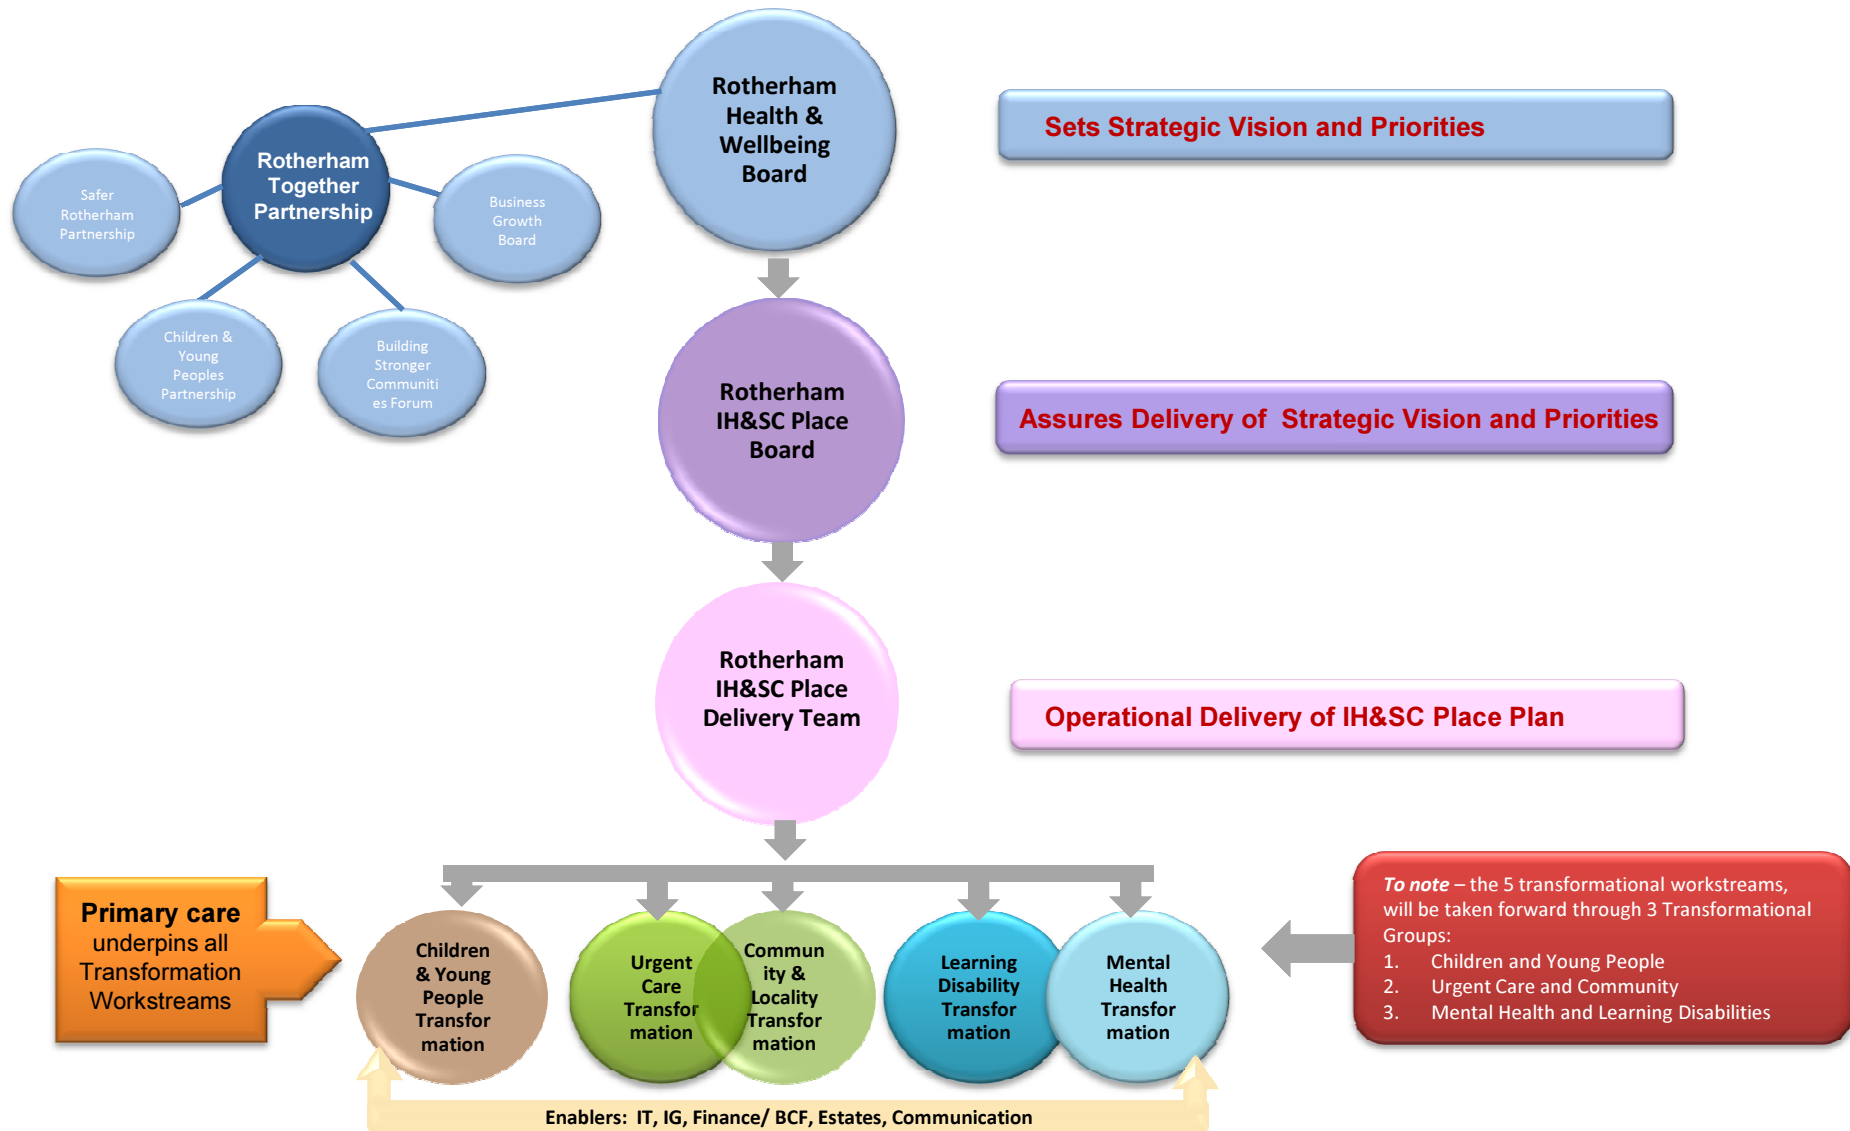 Rotherham
Health &
Wellbeing
Board
Sets Strategic Vision and Priorities
Rotherham
Together
Partnership
Safer
Rotherham
Partnership
Business
Growth
Board
Children &
Young
Peoples
Partnership
Building
Stronger
Communiti
es Forum
Rotherham
IH&SC Place
Board
Assures Delivery of  Strategic Vision and Priorities
Rotherham
IH&SC Place
Delivery Team
Operational Delivery of IH&SC Place Plan
Primary care
underpins all
Transformation
Workstreams
Children
& Young
People
Transfor
mation
Urgent
Care
Transfor
mation
Commun
ity &
Locality
Transfor
mation
Learning
Disability
Transfor
mation
Mental
Health
Transfor
mation
To note – the 5 transformational workstreams,
will be taken forward through 3 Transformational
Groups:
1. Children and Young People
2. Urgent Care and Community
3. Mental Health and Learning Disabilities
Enablers:  IT, IG, Finance/ BCF, Estates, Communication